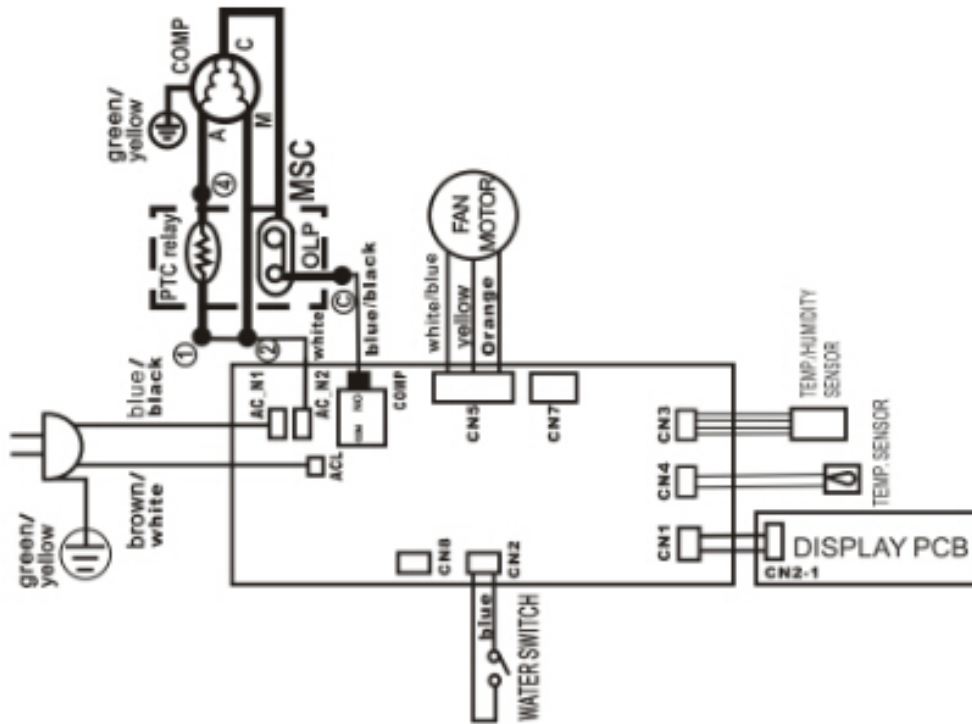 green/
yellow
COMP
C
A
M
④
MSC
PTC relay
OLP
①
②
Ⓒ
white
blue/black
blue/
black
AC_N1
AC_N2
COMP
brown/
white
ACL
green/
yellow
white/blue
yellow
Orange
FAN
MOTOR
CN5
CN7
CN8
CN2
blue
WATER SWITCH
CN3
CN4
CN1
TEMP/HUMIDITY
SENSOR
TEMP. SENSOR
DISPLAY PCB
CN2-1